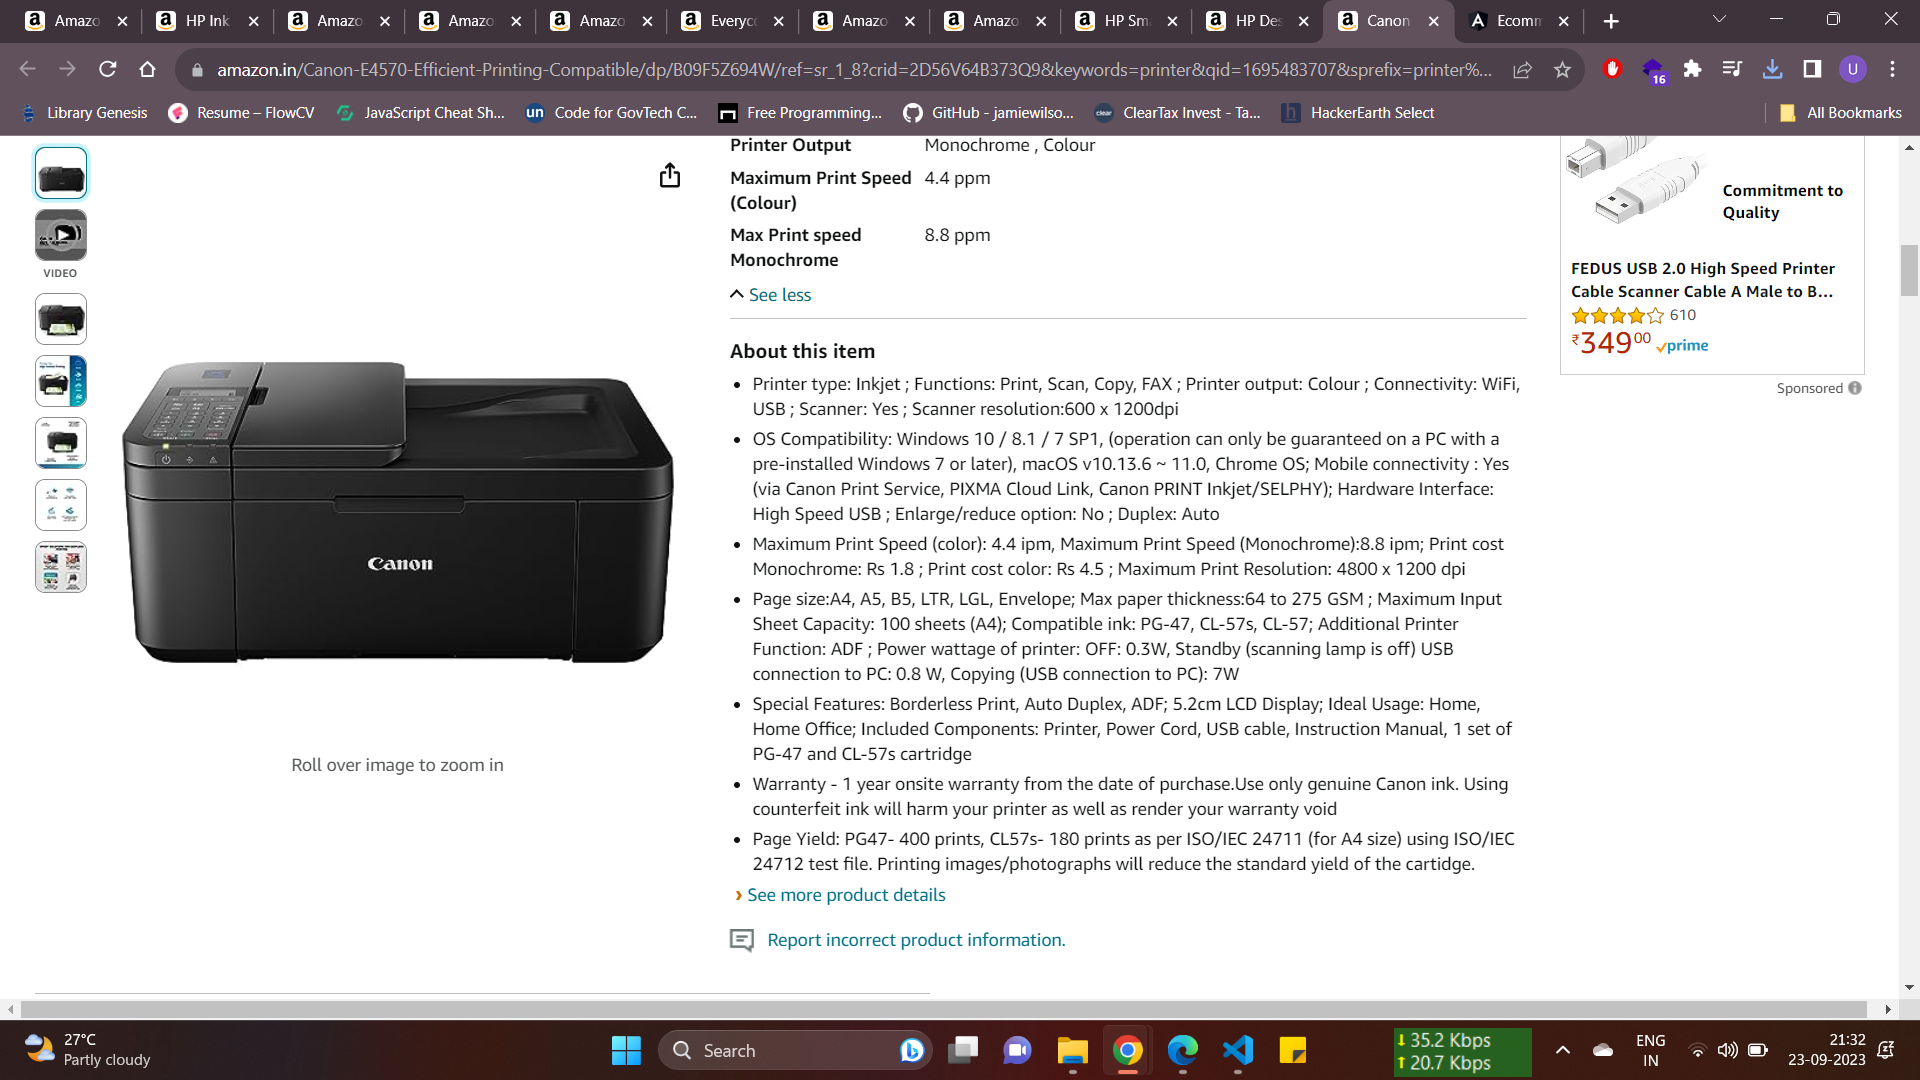 Amazo
HP Ink
Amazo
Amazo
Amazo
Everyc
Amazo
Amazo
HP Sma
HP Des
Canon
Ecomm
amazon.in/Canon-E4570-Efficient-Printing-Compatible/dp/B09F5Z694W/ref=sr_1_8?crid=2D56V64B373Q9&keywords=printer&qid=1695483707&sprefix=printer%...
16
U
Library Genesis
Resume – FlowCV
JavaScript Cheat Sh...
un Code for GovTech C...
Free Programming...
GitHub - jamiewilso...
clear ClearTax Invest - Ta...
h HackerEarth Select
All Bookmarks
VIDEO
Canon
Roll over image to zoom in
Printer Output Monochrome , Colour
Maximum Print Speed 4.4 ppm
(Colour)
Max Print speed 8.8 ppm
Monochrome
See less
About this item
• Printer type: Inkjet ; Functions: Print, Scan, Copy, FAX ; Printer output: Colour ; Connectivity: WiFi,
USB ; Scanner: Yes ; Scanner resolution:600 x 1200dpi
• OS Compatibility: Windows 10 / 8.1 / 7 SP1, (operation can only be guaranteed on a PC with a
pre-installed Windows 7 or later), macOS v10.13.6 ~ 11.0, Chrome OS; Mobile connectivity : Yes
(via Canon Print Service, PIXMA Cloud Link, Canon PRINT Inkjet/SELPHY); Hardware Interface:
High Speed USB ; Enlarge/reduce option: No ; Duplex: Auto
• Maximum Print Speed (color): 4.4 ipm, Maximum Print Speed (Monochrome):8.8 ipm; Print cost
Monochrome: Rs 1.8 ; Print cost color: Rs 4.5 ; Maximum Print Resolution: 4800 x 1200 dpi
• Page size:A4, A5, B5, LTR, LGL, Envelope; Max paper thickness:64 to 275 GSM ; Maximum Input
Sheet Capacity: 100 sheets (A4); Compatible ink: PG-47, CL-57s, CL-57; Additional Printer
Function: ADF ; Power wattage of printer: OFF: 0.3W, Standby (scanning lamp is off) USB
connection to PC: 0.8 W, Copying (USB connection to PC): 7W
• Special Features: Borderless Print, Auto Duplex, ADF; 5.2cm LCD Display; Ideal Usage: Home,
Home Office; Included Components: Printer, Power Cord, USB cable, Instruction Manual, 1 set of
PG-47 and CL-57s cartridge
• Warranty - 1 year onsite warranty from the date of purchase.Use only genuine Canon ink. Using
counterfeit ink will harm your printer as well as render your warranty void
• Page Yield: PG47- 400 prints, CL57s- 180 prints as per ISO/IEC 24711 (for A4 size) using ISO/IEC
24712 test file. Printing images/photographs will reduce the standard yield of the cartidge.
› See more product details
Report incorrect product information.
Commitment to
Quality
FEDUS USB 2.0 High Speed Printer
Cable Scanner Cable A Male to B...
610
₹34900 prime
Sponsored
27°C
Partly cloudy
Search
35.2 Kbps
20.7 Kbps
ENG
IN
21:32
23-09-2023